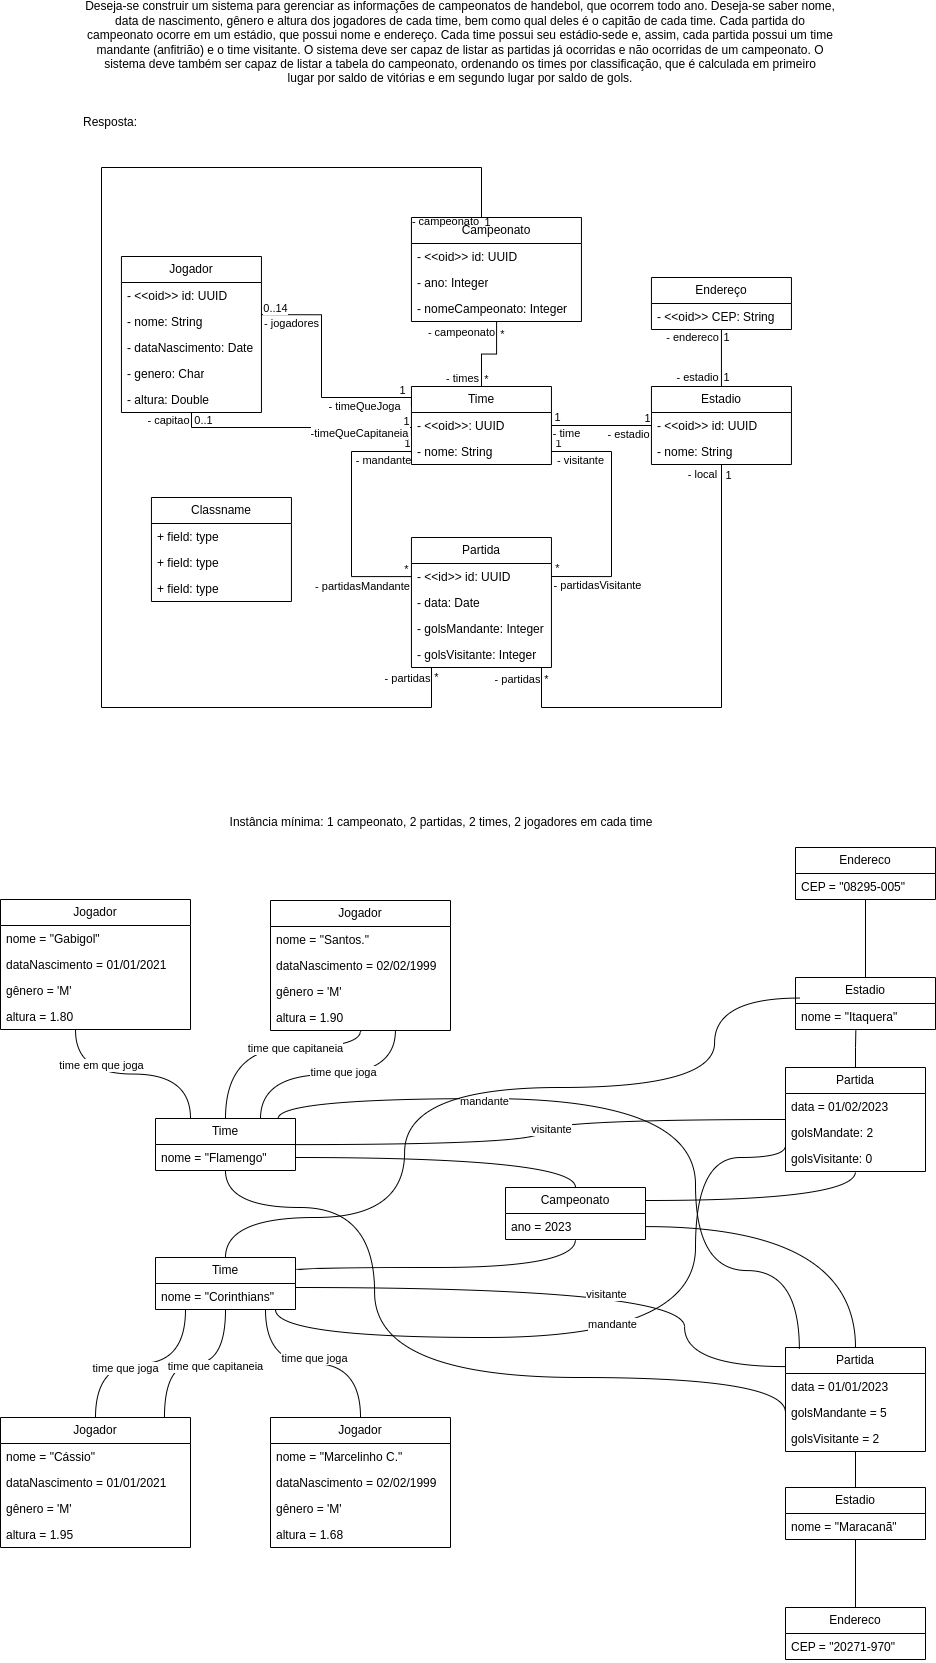 Deseja-se construir um sistema para gerenciar as informações de campeonatos de handebol, que ocorrem todo ano. Deseja-se saber nome,
data de nascimento, gênero e altura dos jogadores de cada time, bem como qual deles é o capitão de cada time. Cada partida do
campeonato ocorre em um estádio, que possui nome e endereço. Cada time possui seu estádio-sede e, assim, cada partida possui um time
mandante (anfitrião) e o time visitante. O sistema deve ser capaz de listar as partidas já ocorridas e não ocorridas de um campeonato. O
sistema deve também ser capaz de listar a tabela do campeonato, ordenando os times por classificação, que é calculada em primeiro
lugar por saldo de vitórias e em segundo lugar por saldo de gols.
Resposta:
- campeonato 1
Campeonato
- <<oid>> id: UUID
- ano: Integer
- nomeCampeonato: Integer
- campeonato *
Jogador
- <<oid>> id: UUID
- nome: String
- dataNascimento: Date
- genero: Char
- altura: Double
0..14
- jogadores
- capitao 0..1
Endereço
- <<oid>> CEP: String
- endereco 1
- times *
- estadio 1
1
- timeQueJoga
1
-timeQueCapitaneia
1
- mandante
Time
- <<oid>>: UUID
- nome: String
1
- time
1
- visitante
1
- estadio
Estadio
- <<oid>> id: UUID
- nome: String
- local 1
Classname
+ field: type
+ field: type
+ field: type
Partida
- <<id>> id: UUID
- data: Date
- golsMandante: Integer
- golsVisitante: Integer
*
- partidasMandante
*
- partidasVisitante
- partidas *
- partidas *
Instância mínima: 1 campeonato, 2 partidas, 2 times, 2 jogadores em cada time
Endereco
CEP = "08295-005"
Jogador
nome = "Gabigol"
dataNascimento = 01/01/2021
gênero = 'M'
altura = 1.80
Jogador
nome = "Santos."
dataNascimento = 02/02/1999
gênero = 'M'
altura = 1.90
Estadio
nome = "Itaquera"
time em que joga
time que capitaneia
time que joga
Partida
data = 01/02/2023
golsMandate: 2
golsVisitante: 0
mandante
visitante
Time
nome = "Flamengo"
Campeonato
ano = 2023
Time
nome = "Corinthians"
visitante
mandante
time que joga
time que capitaneia
time que joga
Partida
data = 01/01/2023
golsMandante = 5
golsVisitante = 2
Jogador
nome = "Cássio"
dataNascimento = 01/01/2021
gênero = 'M'
altura = 1.95
Jogador
nome = "Marcelinho C."
dataNascimento = 02/02/1999
gênero = 'M'
altura = 1.68
Estadio
nome = "Maracanã"
Endereco
CEP = "20271-970"